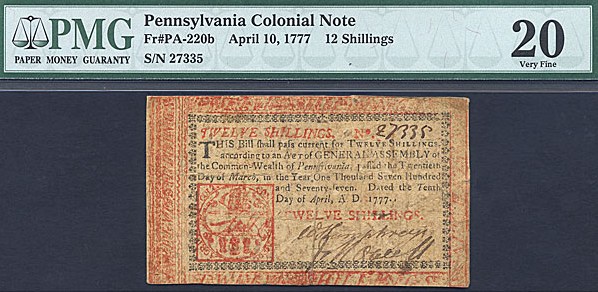 PMG
PAPER MONEY GUARANTY
Pennsylvania Colonial Note
Fr#PA-220b April 10, 1777 12 Shillings
S/N 27335
20
Very Fine
TWELVE SHILLINGS. No. 27335
THIS Bill shall pass current for TWELVE SHILLINGS
according to an ACT of GENERAL ASSEMBLY of
the Common-Wealth of Pennsylvania, passed the Twentieth
Day of March, in the Year One Thousand Seven Hundred
and Seventy-seven. Dated the Tenth
Day of April, A D. 1777.
TWELVE SHILLINGS.